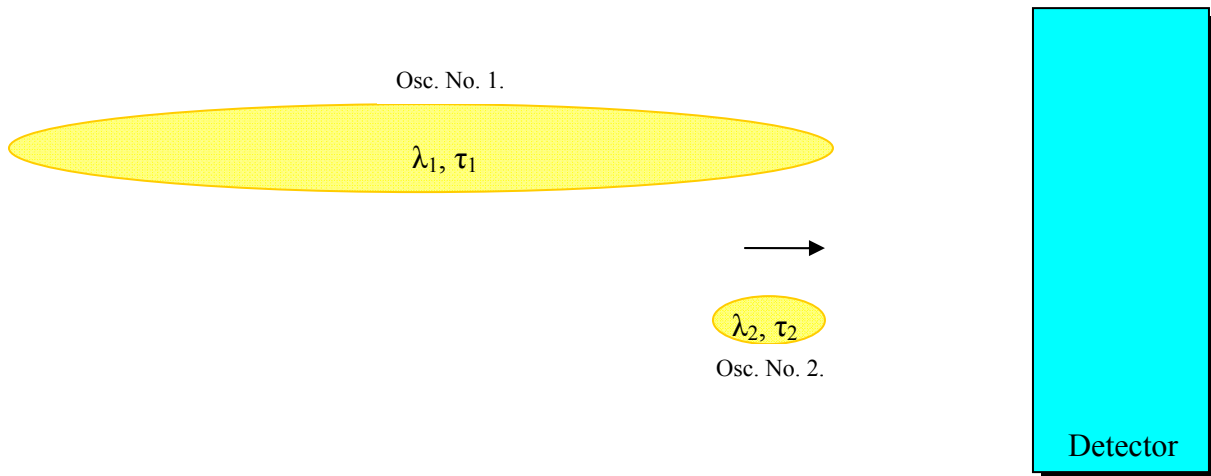 Osc. No. 1.
λ₁, τ₁
λ₂, τ₂
Osc. No. 2.
Detector